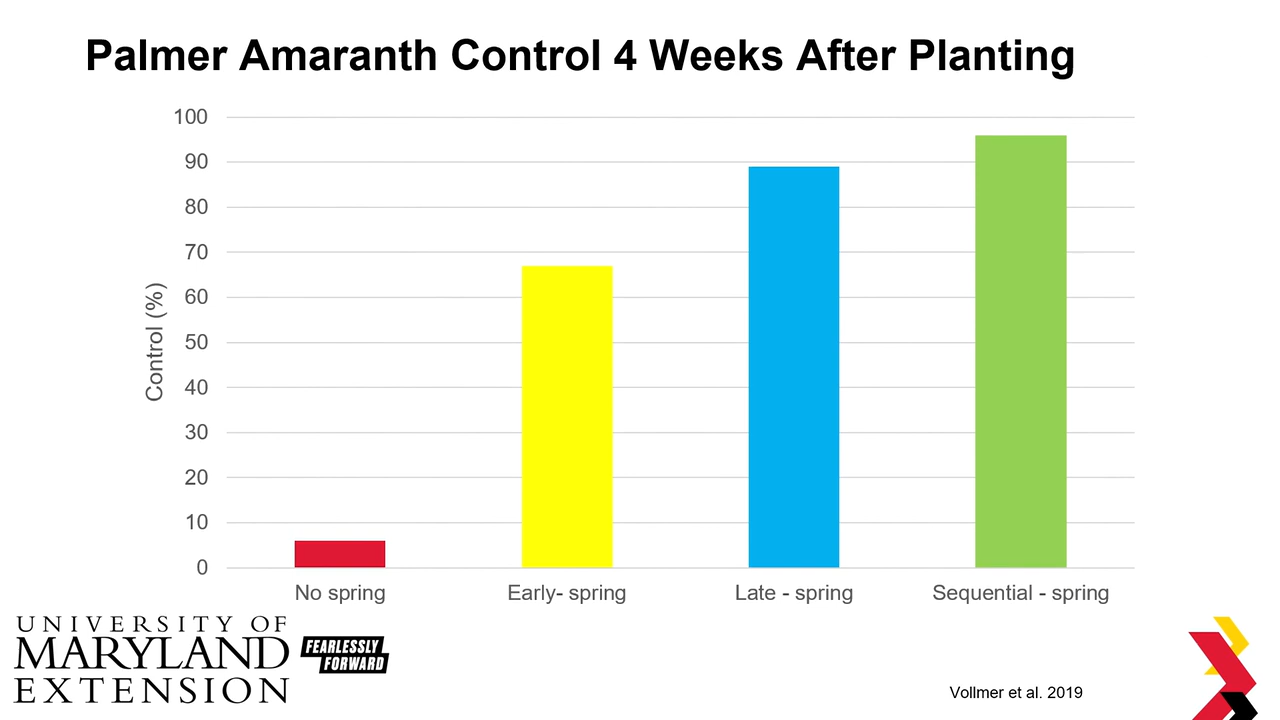 Palmer Amaranth Control 4 Weeks After Planting
100
90
80
70
60
50
40
30
20
10
0
Control (%)
No spring
Early- spring
Late - spring
Sequential - spring
UNIVERSITY OF
MARYLAND
EXTENSION
FEARLESSLY
FORWARD
Vollmer et al. 2019